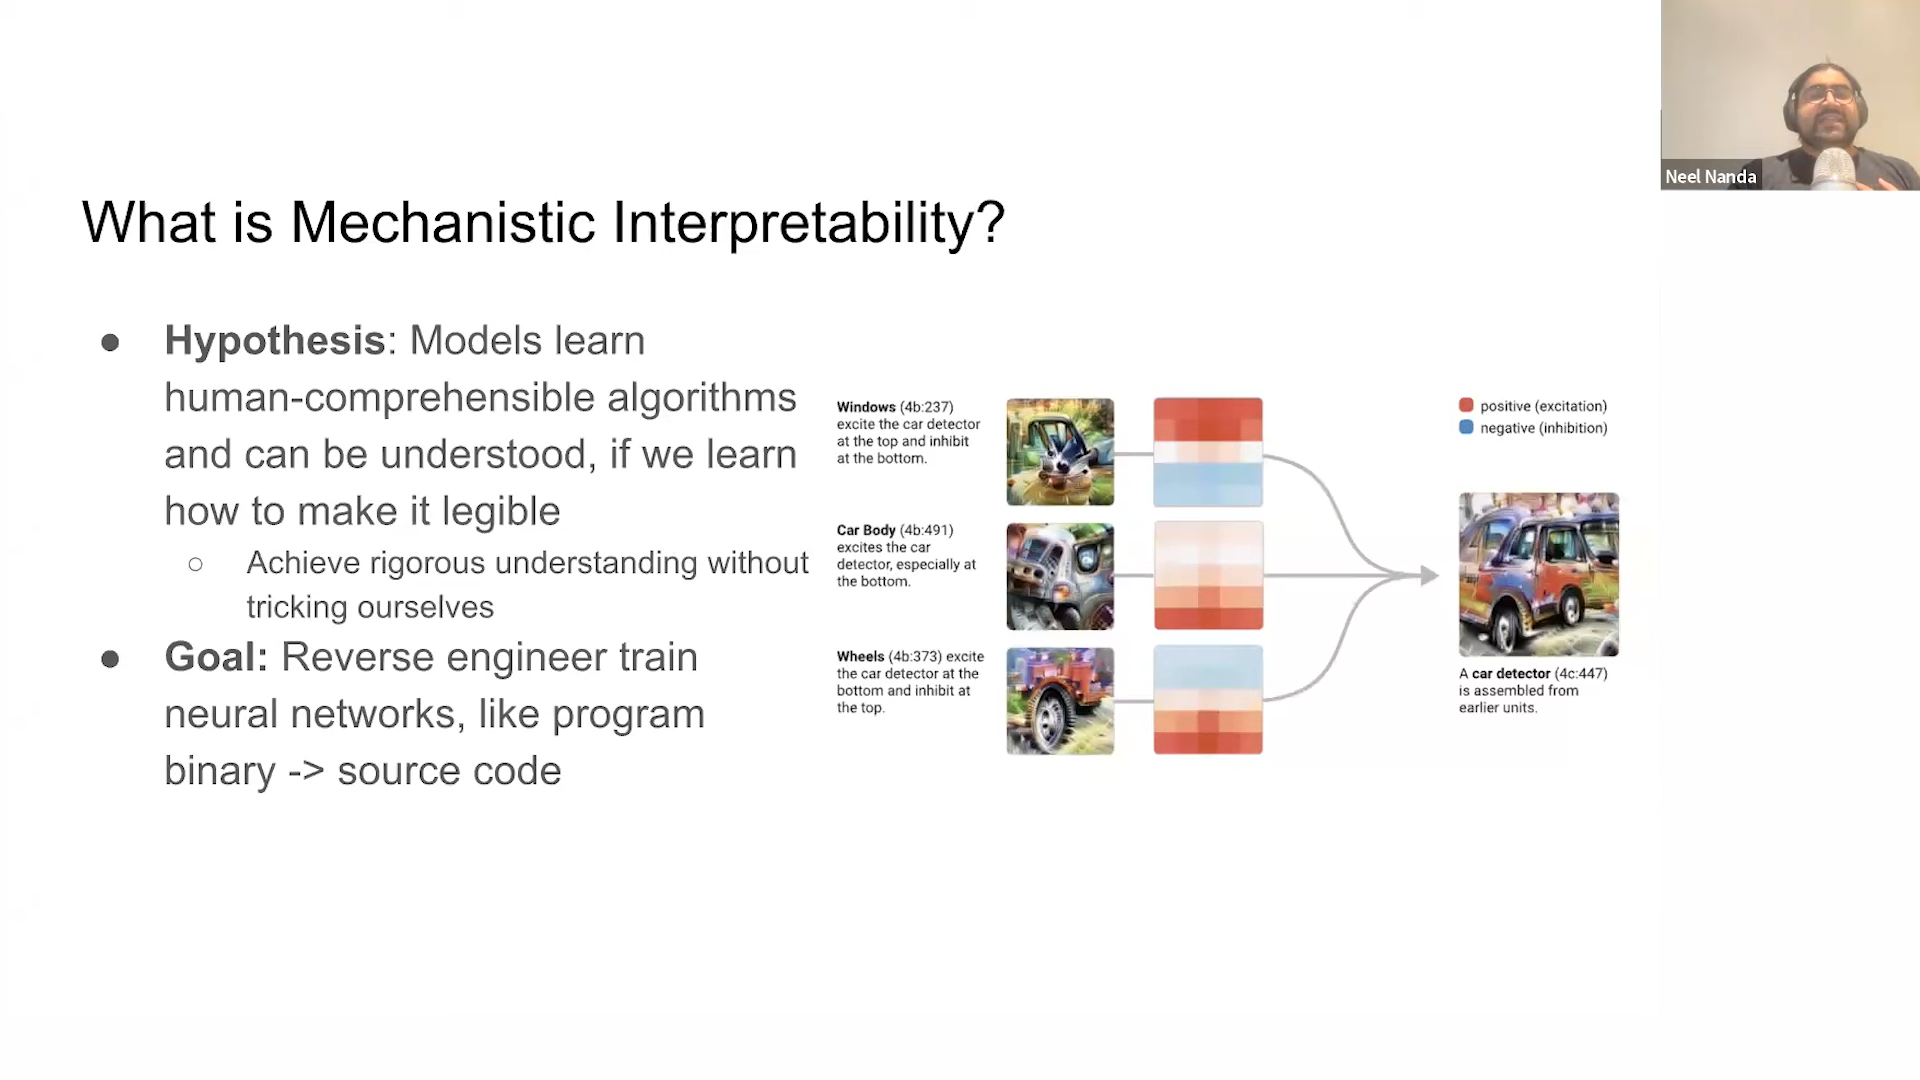 What is Mechanistic Interpretability?
● Hypothesis: Models learn
human-comprehensible algorithms
and can be understood, if we learn
how to make it legible
○ Achieve rigorous understanding without
tricking ourselves
● Goal: Reverse engineer train
neural networks, like program
binary -> source code
Windows (4b:237)
excite the car detector
at the top and inhibit
at the bottom.
Car Body (4b:491)
excites the car
detector, especially at
the bottom.
Wheels (4b:373) excite
the car detector at the
bottom and inhibit at
the top.
positive (excitation)
negative (inhibition)
A car detector (4c:447)
is assembled from
earlier units.
Neel Nanda